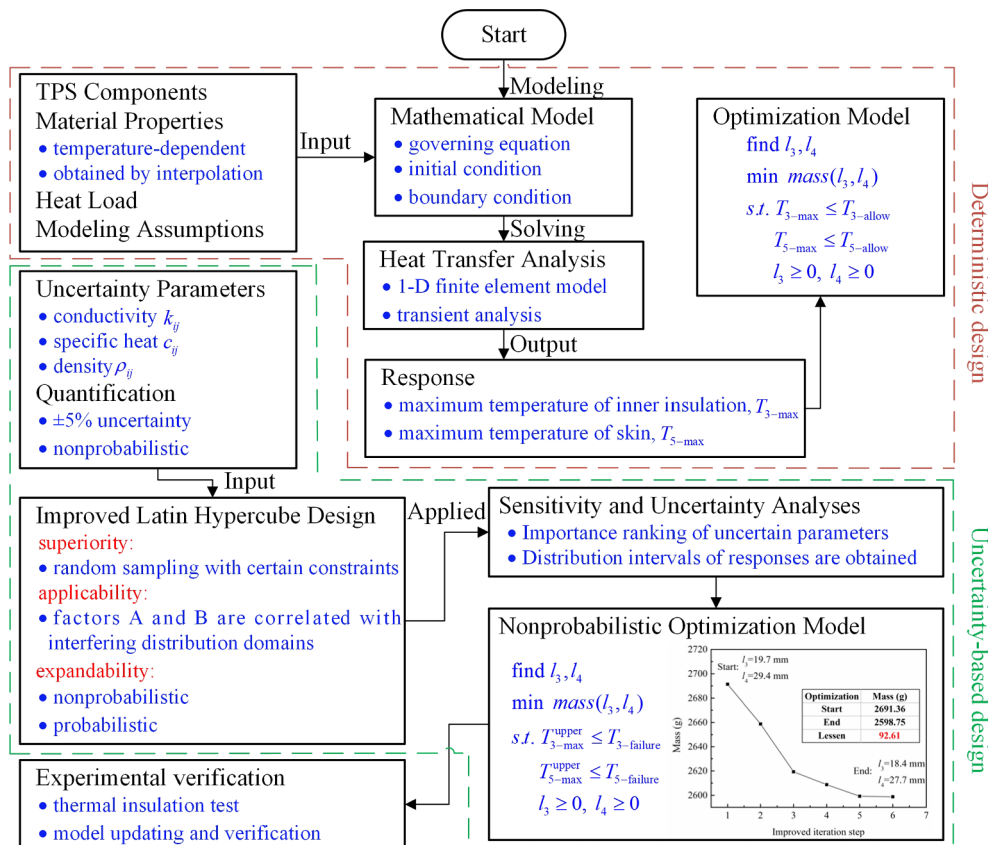 Start
Modeling
TPS Components
Material Properties
• temperature-dependent
• obtained by interpolation
Heat Load
Modeling Assumptions
Input
Mathematical Model
• governing equation
• initial condition
• boundary condition
Solving
Heat Transfer Analysis
• 1-D finite element model
• transient analysis
Output
Response
• maximum temperature of inner insulation, T3-max
• maximum temperature of skin, T5-max
Optimization Model
find l3, l4
min mass(l3, l4)
s.t. T3-max ≤ T3-allow
T5-max ≤ T5-allow
l3 ≥ 0, l4 ≥ 0
Deterministic design
Uncertainty Parameters
• conductivity kij
• specific heat cij
• density ρij
Quantification
• ±5% uncertainty
• nonprobabilistic
Input
Improved Latin Hypercube Design
superiority:
• random sampling with certain constraints
applicability:
• factors A and B are correlated with
interfering distribution domains
expandability:
• nonprobabilistic
• probabilistic
Applied
Sensitivity and Uncertainty Analyses
• Importance ranking of uncertain parameters
• Distribution intervals of responses are obtained
Nonprobabilistic Optimization Model
find l3, l4
min mass(l3, l4)
s.t. T3-max^upper ≤ T3-failure
T5-max^upper ≤ T5-failure
l3 ≥ 0, l4 ≥ 0
Mass (g)
2720
2700
2680
2660
2640
2620
2600
1 2 3 4 5 6 7
Improved iteration step
Start: l3=19.7 mm
l4=29.4 mm
Optimization Mass (g)
Start 2691.36
End 2598.75
Lessen 92.61
End: l3=18.4 mm
l4=27.7 mm
Uncertainty-based design
Experimental verification
• thermal insulation test
• model updating and verification